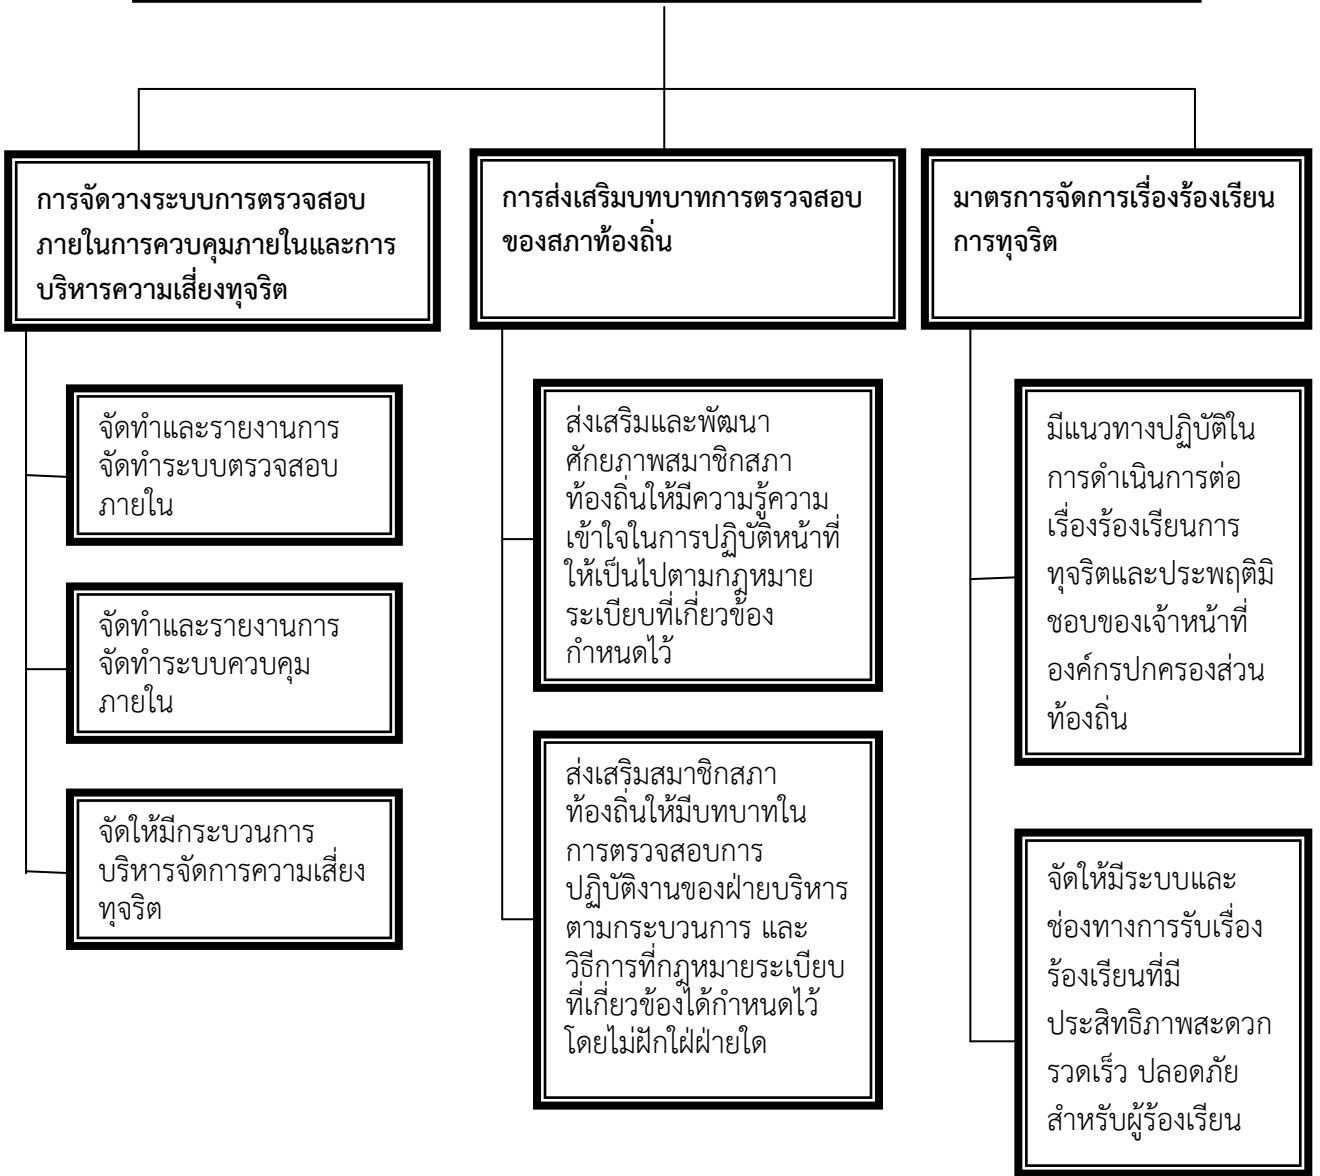 การจัดวางระบบการตรวจสอบ
ภายในการควบคุมภายในและการ
บริหารความเสี่ยงทุจริต
จัดทำและรายงานการ
จัดทำระบบตรวจสอบ
ภายใน
จัดทำและรายงานการ
จัดทำระบบควบคุม
ภายใน
จัดให้มีกระบวนการ
บริหารจัดการความเสี่ยง
ทุจริต
การส่งเสริมบทบาทการตรวจสอบ
ของสภาท้องถิ่น
ส่งเสริมและพัฒนา
ศักยภาพสมาชิกสภา
ท้องถิ่นให้มีความรู้ความ
เข้าใจในการปฏิบัติหน้าที่
ให้เป็นไปตามกฎหมาย
ระเบียบที่เกี่ยวข้อง
กำหนดไว้
ส่งเสริมสมาชิกสภา
ท้องถิ่นให้มีบทบาทใน
การตรวจสอบการ
ปฏิบัติงานของฝ่ายบริหาร
ตามกระบวนการ และ
วิธีการที่กฎหมายระเบียบ
ที่เกี่ยวข้องได้กำหนดไว้
โดยไม่ฝักใฝ่ฝ่ายใด
มาตรการจัดการเรื่องร้องเรียน
การทุจริต
มีแนวทางปฏิบัติใน
การดำเนินการต่อ
เรื่องร้องเรียนการ
ทุจริตและประพฤติมิ
ชอบของเจ้าหน้าที่
องค์กรปกครองส่วน
ท้องถิ่น
จัดให้มีระบบและ
ช่องทางการรับเรื่อง
ร้องเรียนที่มี
ประสิทธิภาพสะดวก
รวดเร็ว ปลอดภัย
สำหรับผู้ร้องเรียน